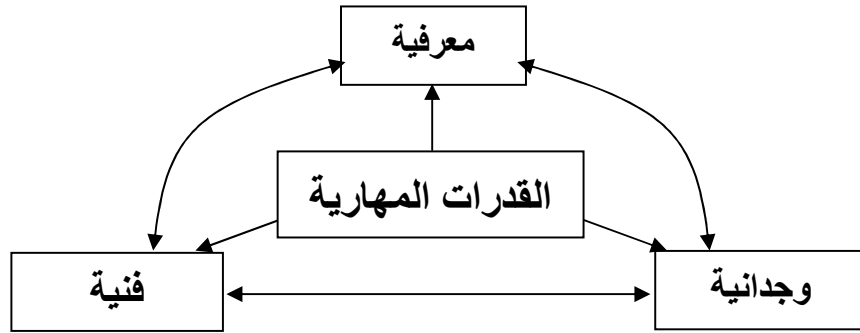 معرفية
القدرات المهارية
وجدانية
فنية